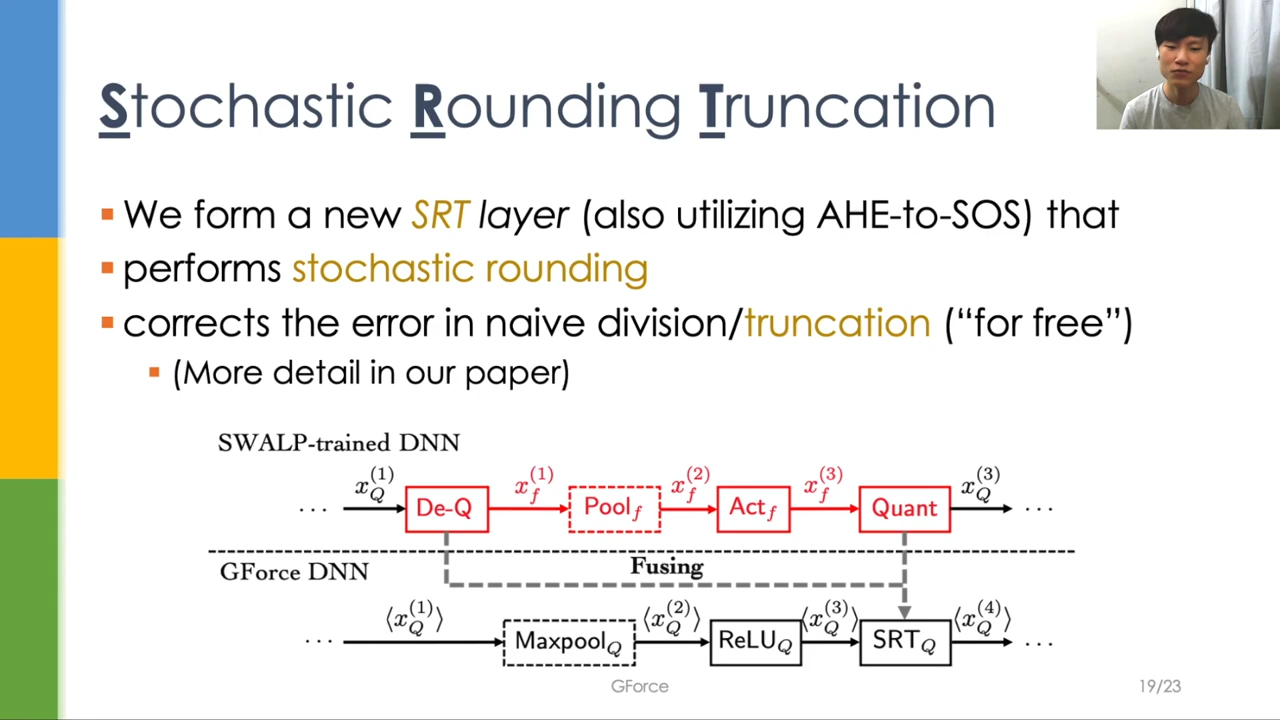 Stochastic Rounding Truncation
We form a new SRT layer (also utilizing AHE-to-SOS) that
performs stochastic rounding
corrects the error in naive division/truncation (“for free”)
(More detail in our paper)
SWALP-trained DNN
... x_Q^(1) De-Q x_f^(1) Pool_f x_f^(2) Act_f x_f^(3) Quant x_Q^(3) ...
Fusing
GForce DNN
... ⟨x_Q^(1)⟩ Maxpool_Q ⟨x_Q^(2)⟩ ReLU_Q ⟨x_Q^(3)⟩ SRT_Q ⟨x_Q^(4)⟩ ...
GForce 19/23